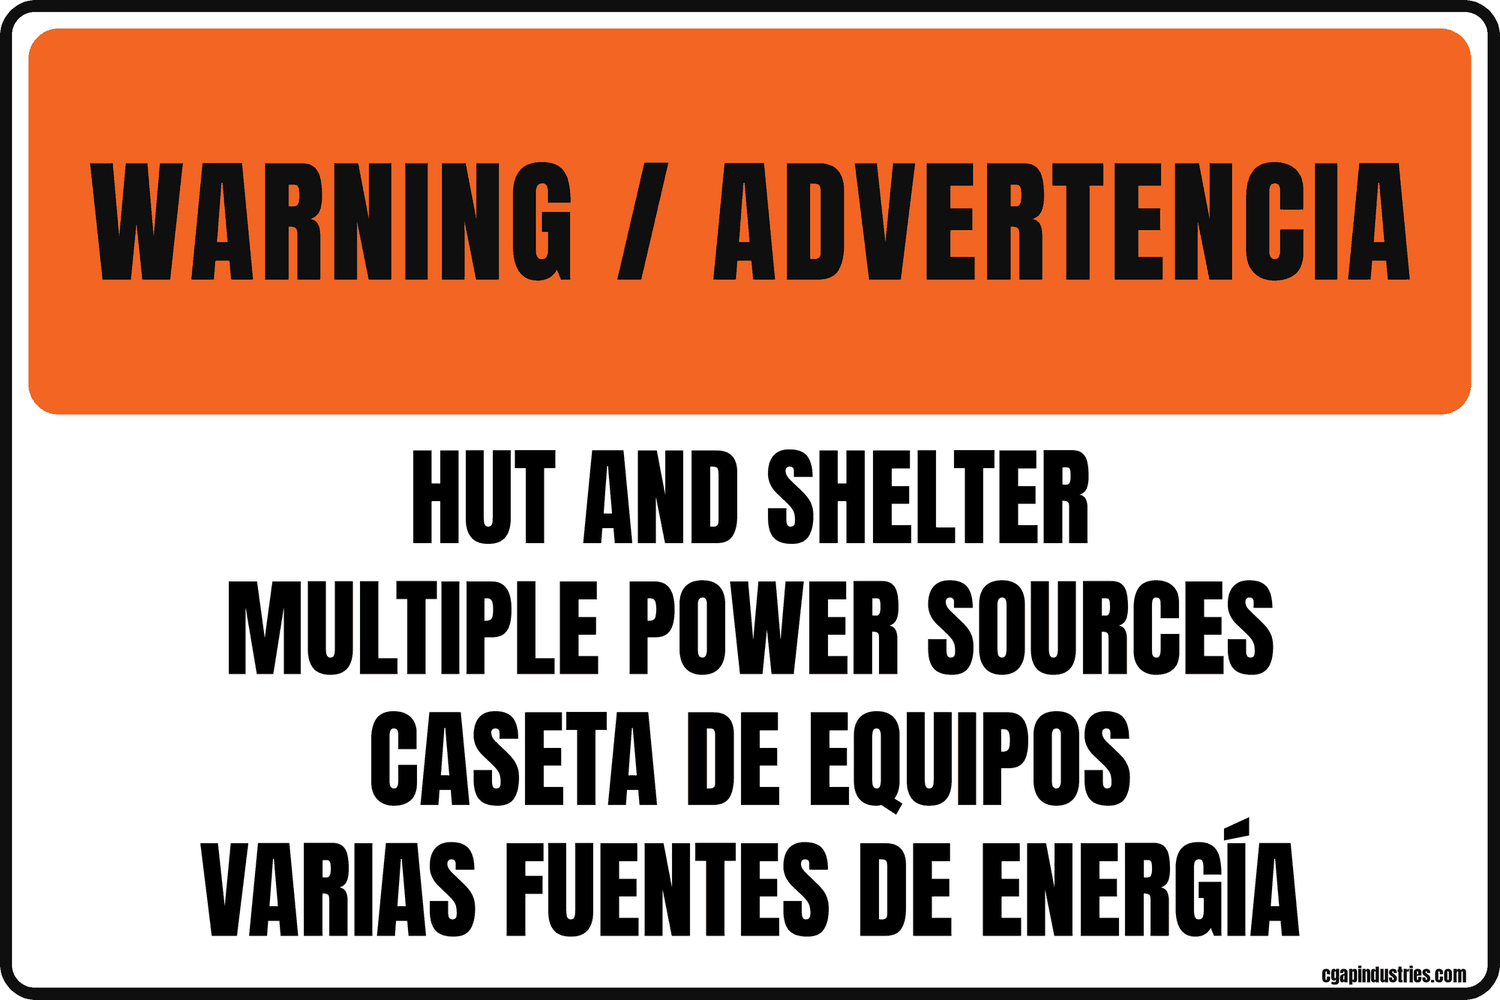 WARNING / ADVERTENCIA
HUT AND SHELTER
MULTIPLE POWER SOURCES
CASETA DE EQUIPOS
VARIAS FUENTES DE ENERGÍA
cgapindustries.com